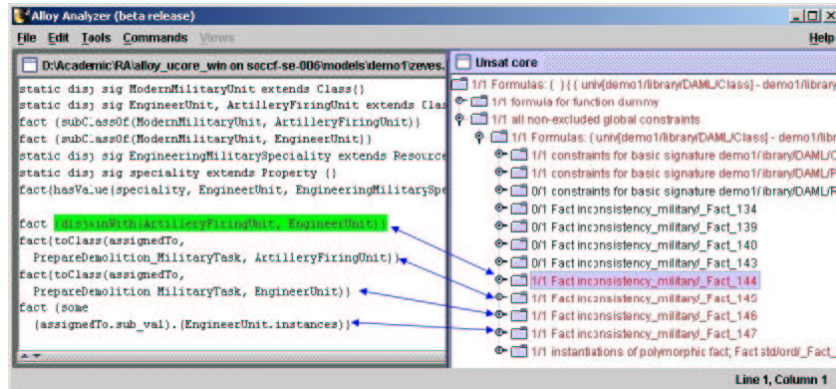 Alloy Analyzer (beta release)
File Edit Tools Commands Views Help
D:\Academic\RA\alloy_ucore_win on soccf-se-006\models\demo1\zeves.
static disj sig ModernMilitaryUnit extends Class{}
static disj sig EngineerUnit, ArtilleryFiringUnit extends Clas
fact {subClassOf(ModernMilitaryUnit, ArtilleryFiringUnit)}
fact {subClassOf(ModernMilitaryUnit, EngineerUnit)}
static disj sig EngineeringMilitarySpeciality extends Resource
static disj sig speciality extends Property {}
fact{hasValue(speciality, EngineerUnit, EngineeringMilitarySpe
fact {disjoinWith(ArtilleryFiringUnit, EngineerUnit)}
fact{toClass(assignedTo,
PrepareDemolition_MilitaryTask, ArtilleryFiringUnit)}
fact{toClass(assignedTo,
PrepareDemolition MilitaryTask, EngineerUnit)}
fact {some
(assignedTo.sub_val).(EngineerUnit.instances)}
Unsat core
1/1 Formulas: ( ){( univ[demo1/library/DAML/Class] - demo1/library
1/1 formula for function dummy
1/1 all non-excluded global constraints
1/1 Formulas: (univ[demo1/library/DAML/Class] - demo1/libr
1/1 constraints for basic signature demo1/library/DAML/C
1/1 constraints for basic signature demo1/library/DAML/P
0/1 constraints for basic signature demo1/library/DAML/R
0/1 Fact inconsistency_military/_Fact_134
0/1 Fact inconsistency_military/_Fact_139
0/1 Fact inconsistency_military/_Fact_140
0/1 Fact inconsistency_military/_Fact_143
1/1 Fact inconsistency_military/_Fact_144
1/1 Fact inconsistency_military/_Fact_145
1/1 Fact inconsistency_military/_Fact_146
1/1 Fact inconsistency_military/_Fact_147
1/1 instantiations of polymorphic fact; Fact std/ord/_Fact_
Line 1, Column 1